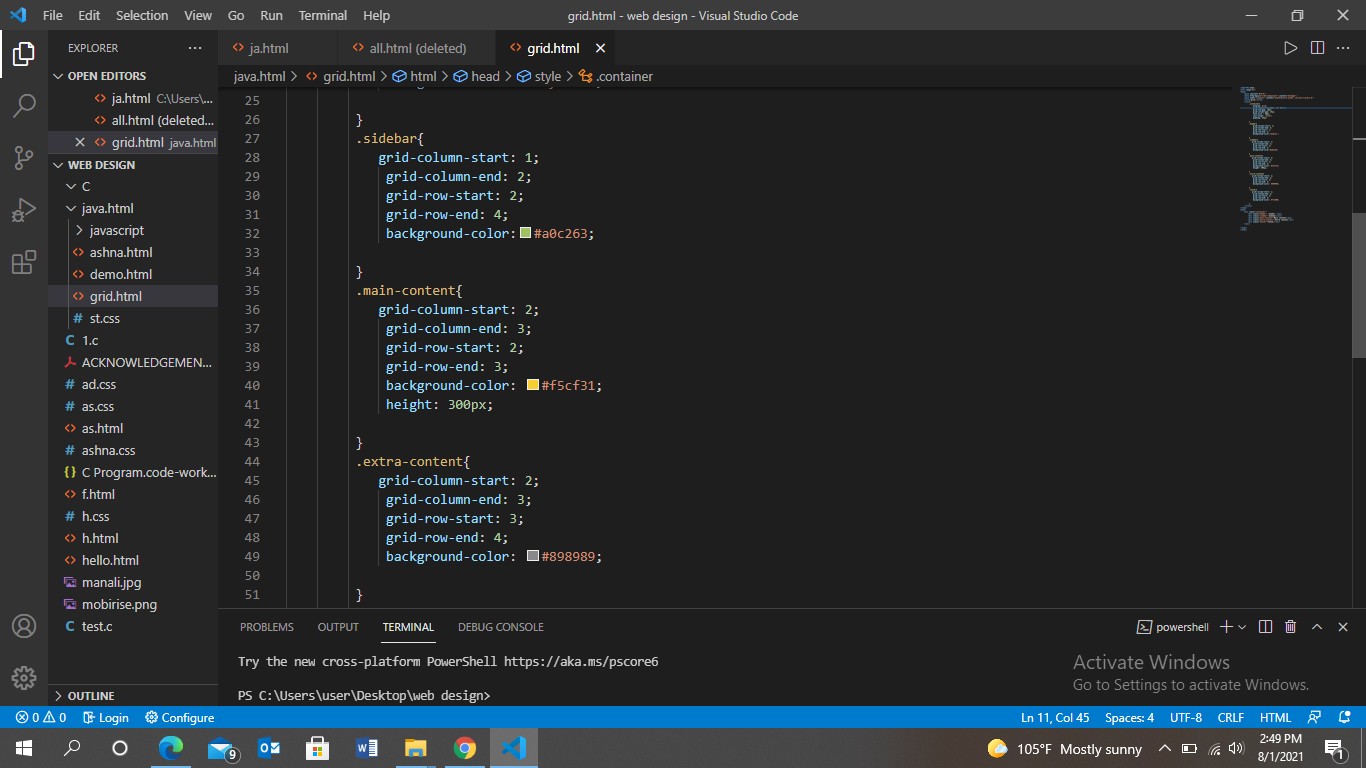 File Edit Selection View Go Run Terminal Help
grid.html - web design - Visual Studio Code
EXPLORER
OPEN EDITORS
ja.html C:\Users\...
all.html (deleted...
grid.html java.html
WEB DESIGN
C
java.html
javascript
ashna.html
demo.html
grid.html
st.css
1.c
ACKNOWLEDGEMEN...
ad.css
as.css
as.html
ashna.css
C Program.code-work...
f.html
h.css
h.html
hello.html
manali.jpg
mobirise.png
test.c
OUTLINE
ja.html all.html (deleted) grid.html
java.html > grid.html > html > head > style > .container
25
26 }
27 .sidebar{
28 grid-column-start: 1;
29 grid-column-end: 2;
30 grid-row-start: 2;
31 grid-row-end: 4;
32 background-color: #a0c263;
33
34 }
35 .main-content{
36 grid-column-start: 2;
37 grid-column-end: 3;
38 grid-row-start: 2;
39 grid-row-end: 3;
40 background-color: #f5cf31;
41 height: 300px;
42
43 }
44 .extra-content{
45 grid-column-start: 2;
46 grid-column-end: 3;
47 grid-row-start: 3;
48 grid-row-end: 4;
49 background-color: #898989;
50
51 }
PROBLEMS OUTPUT TERMINAL DEBUG CONSOLE
powershell
Try the new cross-platform PowerShell https://aka.ms/pscore6
PS C:\Users\user\Desktop\web design>
Activate Windows
Go to Settings to activate Windows.
0 0 Login Configure
Ln 11, Col 45 Spaces: 4 UTF-8 CRLF HTML
9
105°F Mostly sunny
2:49 PM
8/1/2021
1